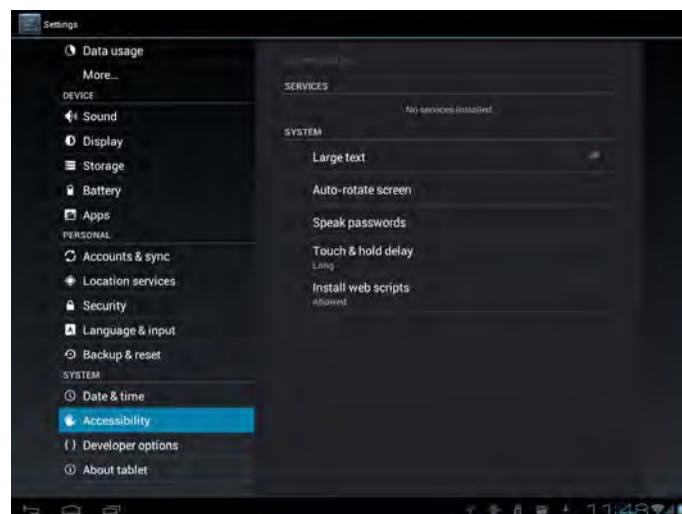 Settings
Data usage
More...
DEVICE
Sound
Display
Storage
Battery
Apps
PERSONAL
Accounts & sync
Location services
Security
Language & input
Backup & reset
SYSTEM
Date & time
Accessibility
Developer options
About tablet
SERVICES
No services installed
SYSTEM
Large text
Auto-rotate screen
Speak passwords
Touch & hold delay
Long
Install web scripts
Allowed
11:48